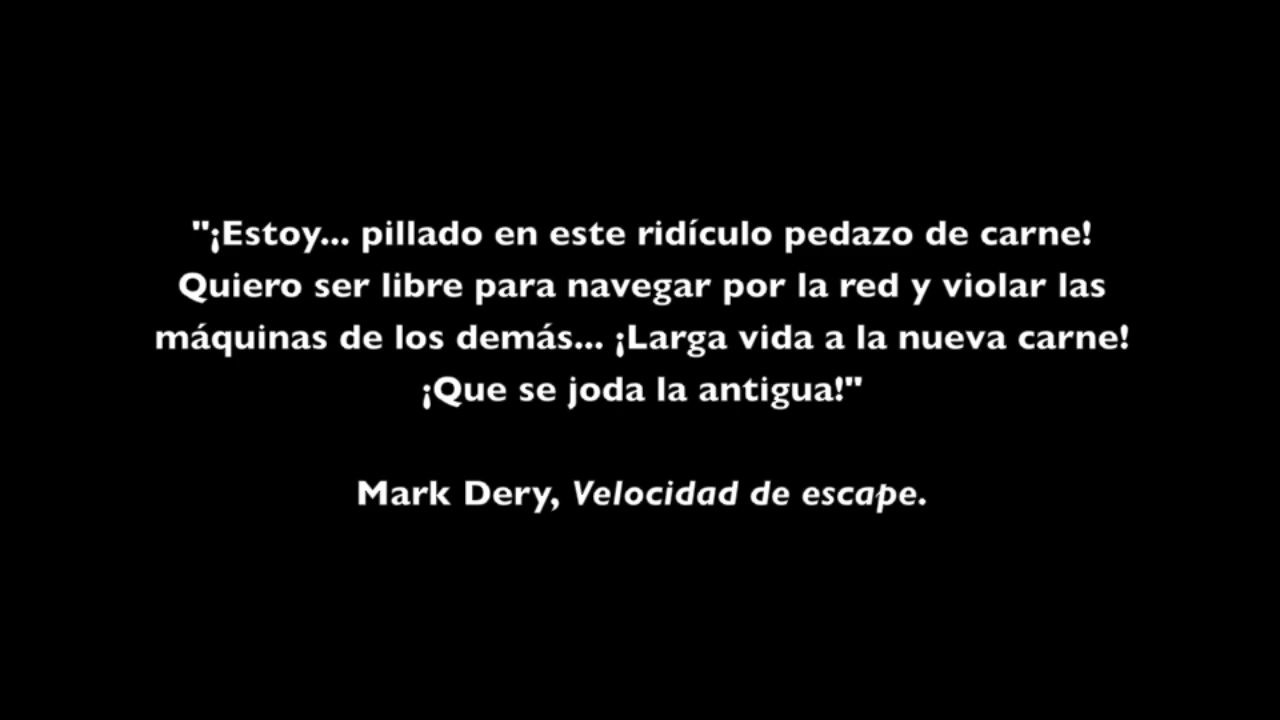 "¡Estoy... pillado en este ridículo pedazo de carne!
Quiero ser libre para navegar por la red y violar las
máquinas de los demás... ¡Larga vida a la nueva carne!
¡Que se joda la antigua!"
Mark Dery, Velocidad de escape.